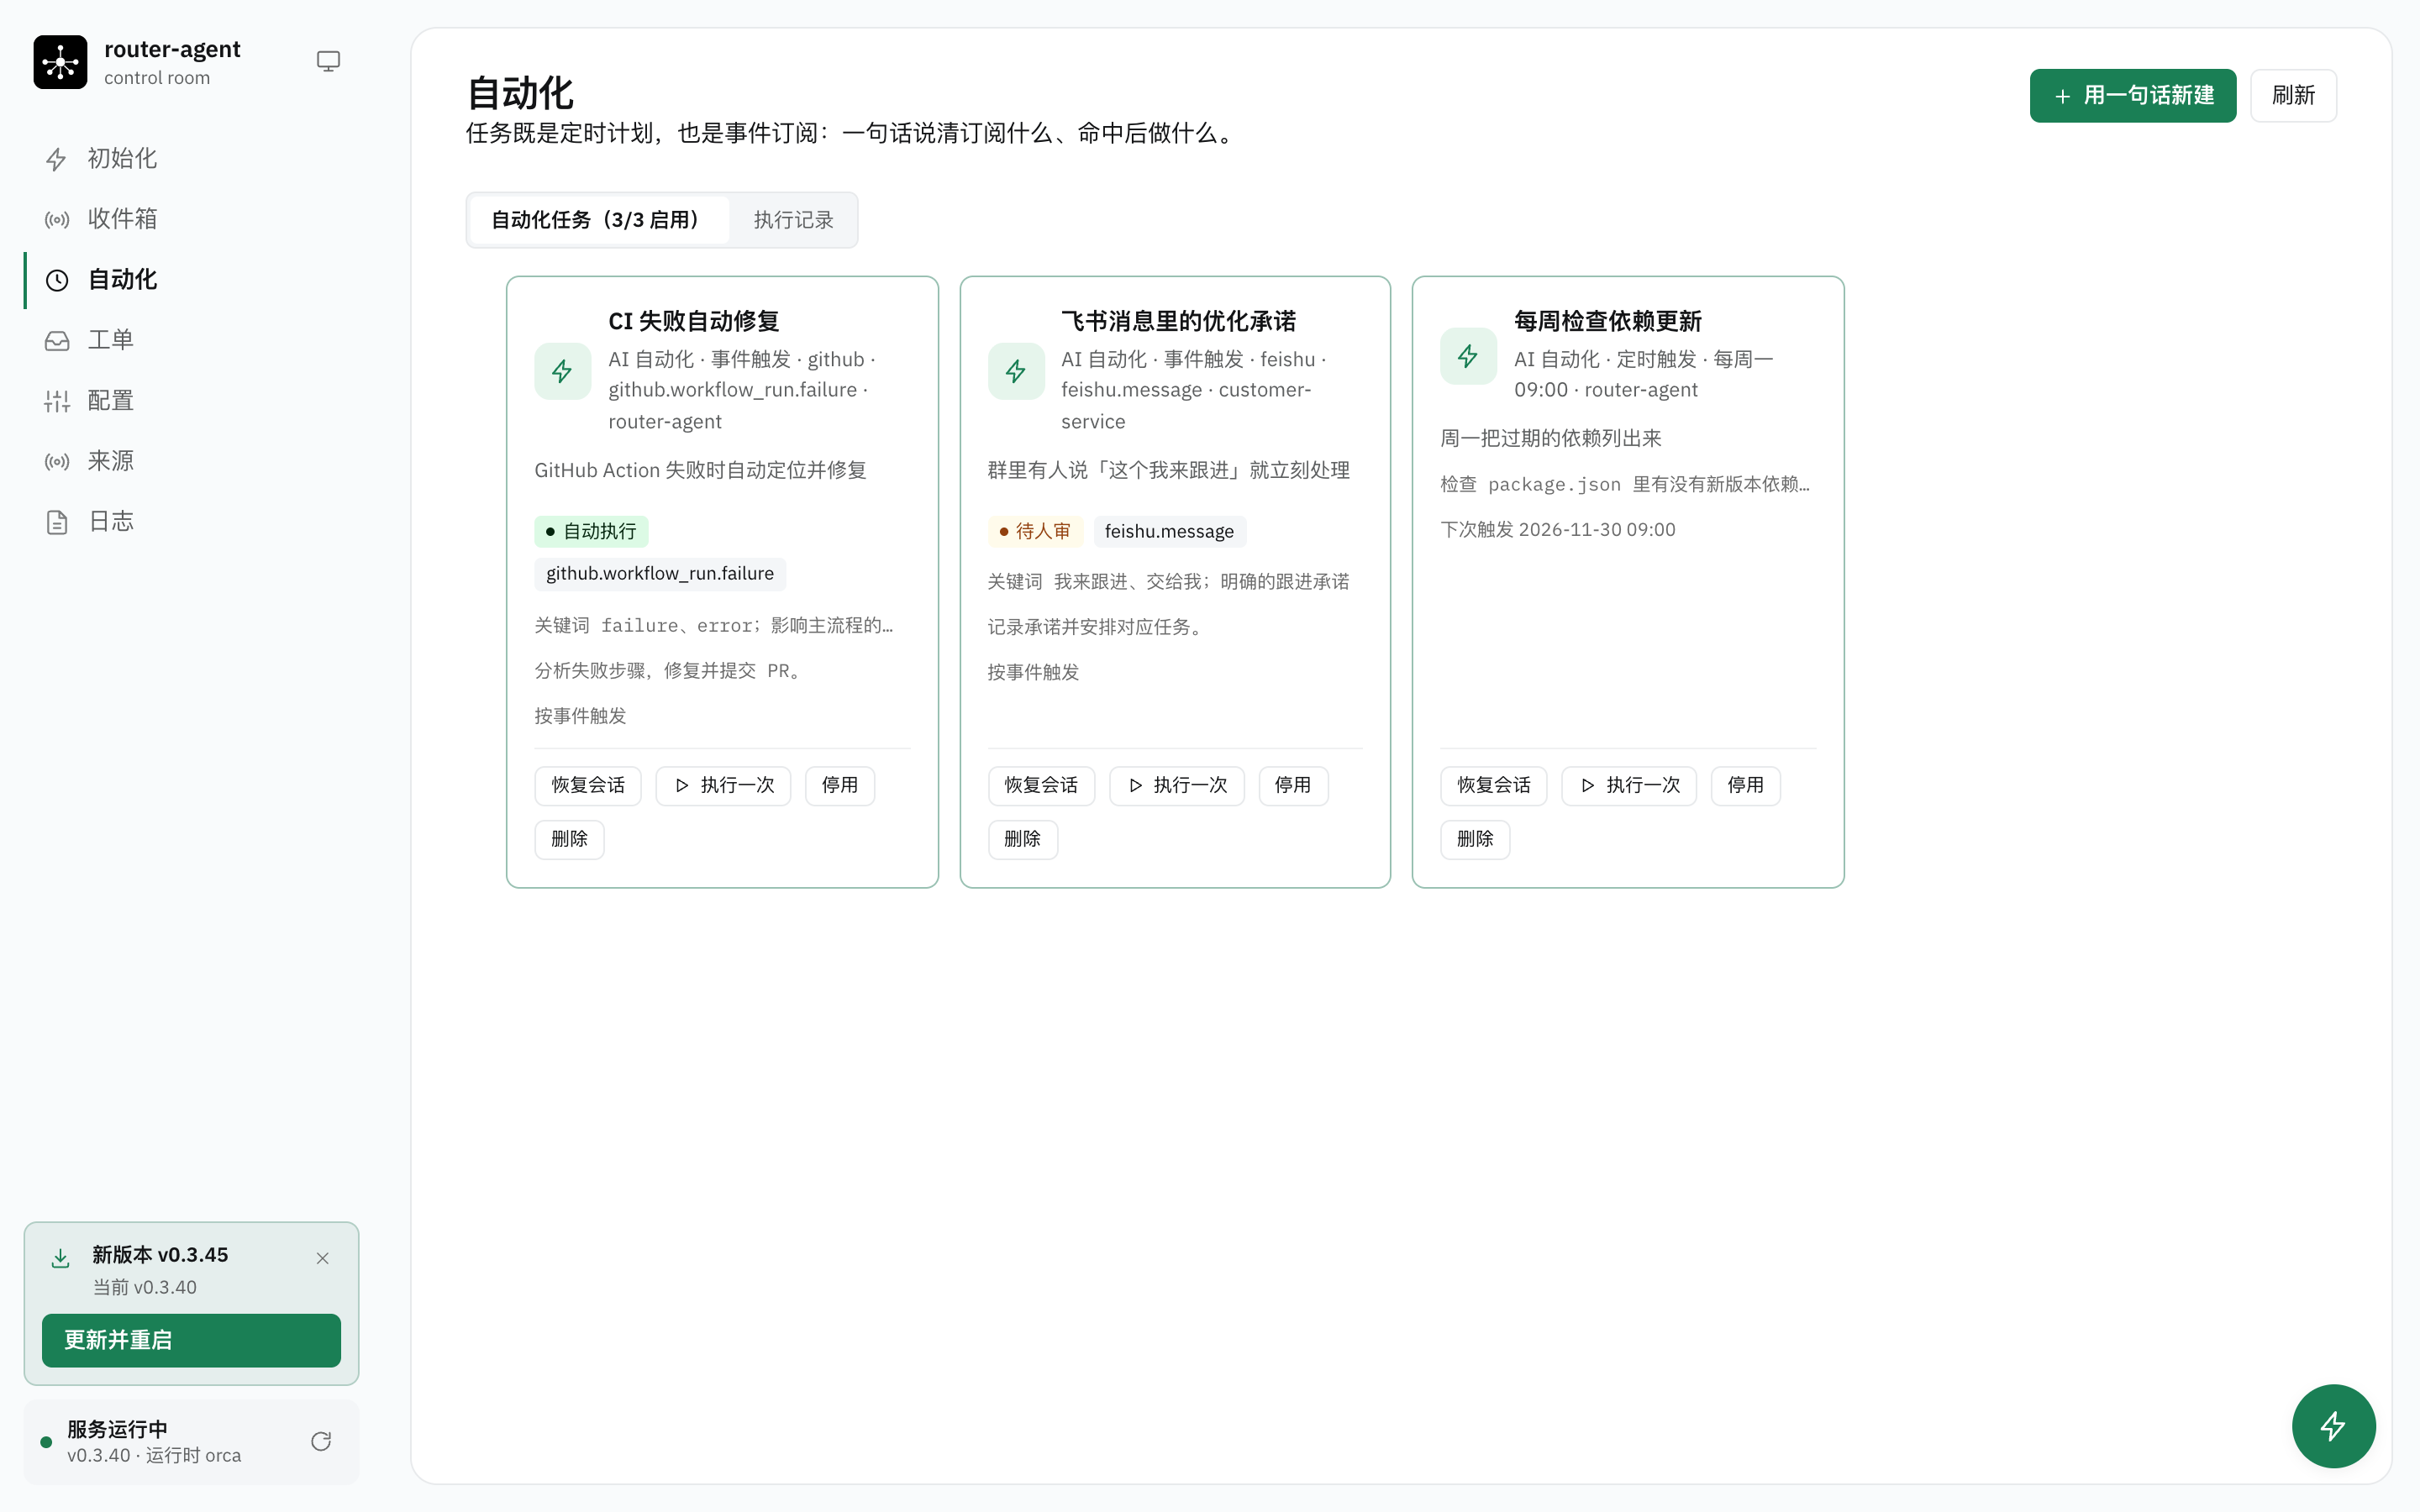 router-agent
control room
初始化
收件箱
自动化
工单
配置
来源
日志
新版本 v0.3.45
当前 v0.3.40
更新并重启
服务运行中
v0.3.40 · 运行时 orca
自动化
任务既是定时计划，也是事件订阅：一句话说清订阅什么、命中后做什么。
用一句话新建
刷新
自动化任务（3/3 启用）
执行记录
CI 失败自动修复
AI 自动化 · 事件触发 · github ·
github.workflow_run.failure ·
router-agent
GitHub Action 失败时自动定位并修复
自动执行
github.workflow_run.failure
关键词 failure、error；影响主流程的…
分析失败步骤，修复并提交 PR。
按事件触发
恢复会话
执行一次
停用
删除
飞书消息里的优化承诺
AI 自动化 · 事件触发 · feishu ·
feishu.message · customer-
service
群里有人说「这个我来跟进」就立刻处理
待人审
feishu.message
关键词 我来跟进、交给我；明确的跟进承诺
记录承诺并安排对应任务。
按事件触发
恢复会话
执行一次
停用
删除
每周检查依赖更新
AI 自动化 · 定时触发 · 每周一
09:00 · router-agent
周一把过期的依赖列出来
检查 package.json 里有没有新版本依赖…
下次触发 2026-11-30 09:00
恢复会话
执行一次
停用
删除